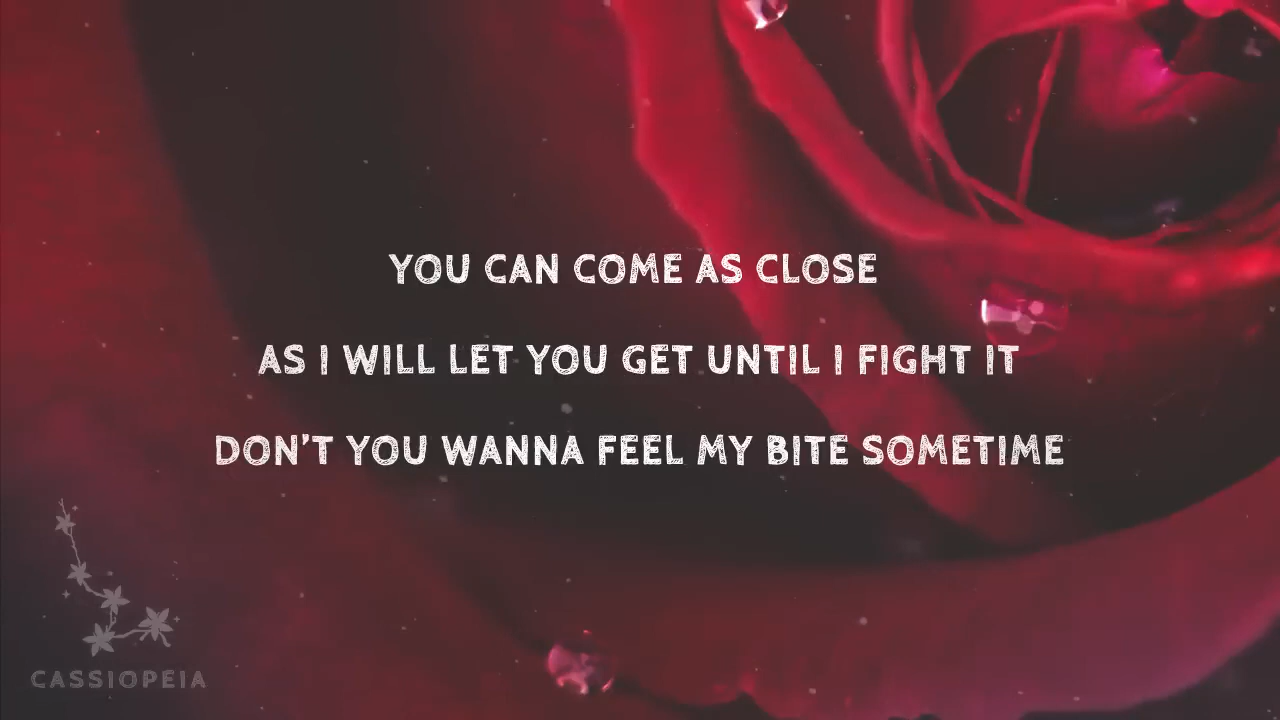 YOU CAN COME AS CLOSE
AS I WILL LET YOU GET UNTIL I FIGHT IT
DON'T YOU WANNA FEEL MY BITE SOMETIME
CASSIOPEIA